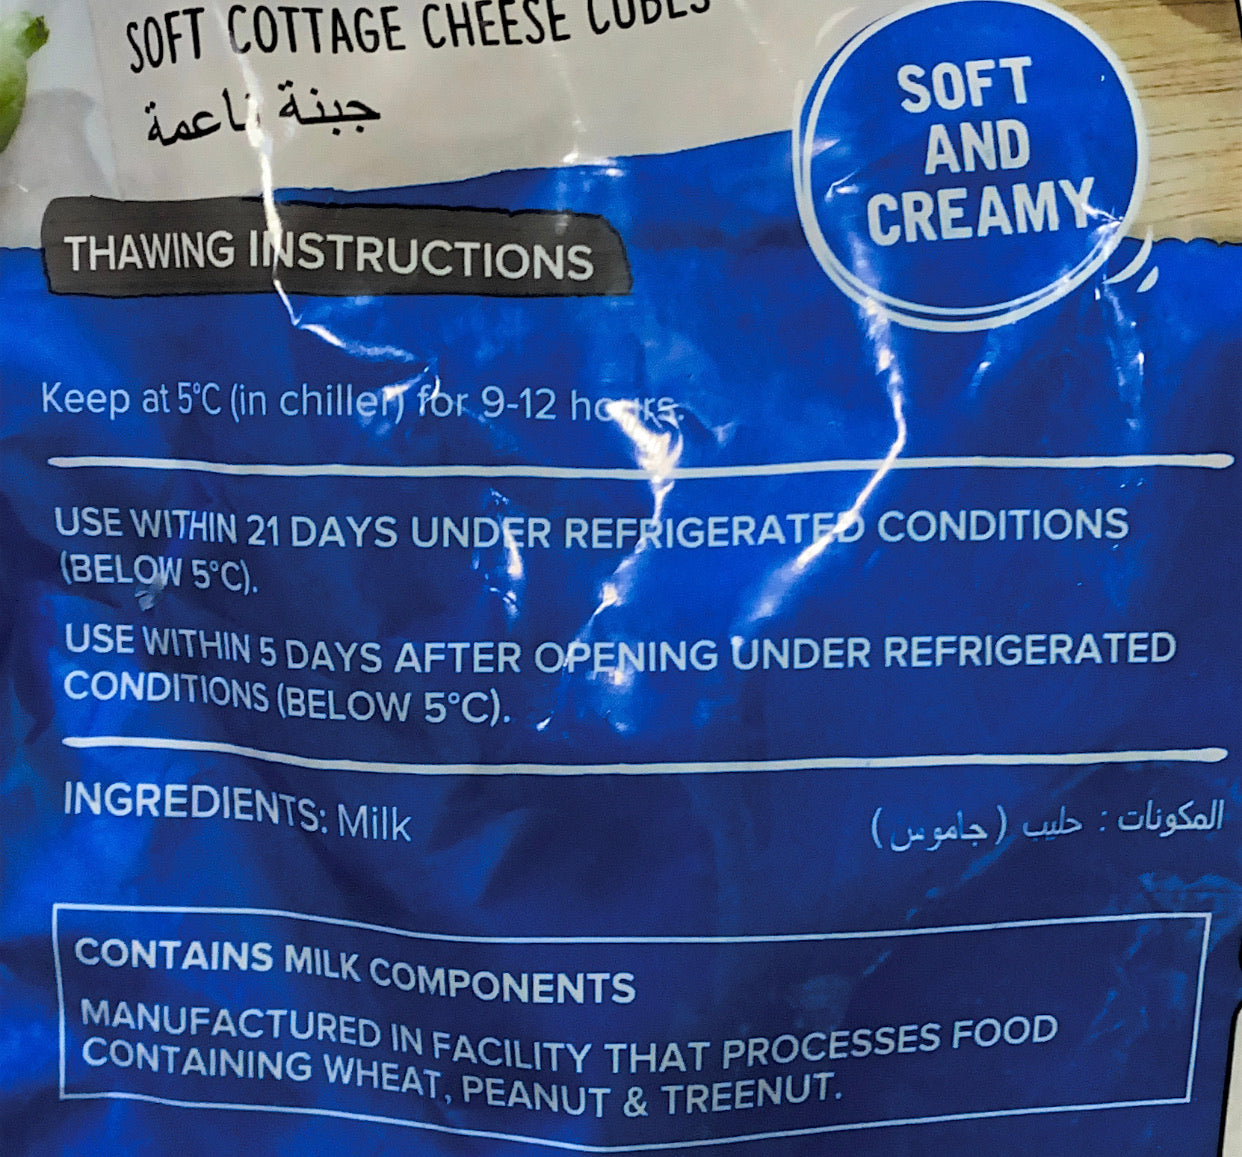 SOFT COTTAGE CHEESE CUBES
جبنة ناعمة
SOFT
AND
CREAMY
THAWING INSTRUCTIONS
Keep at 5°C (in chiller) for 9-12 hours.
USE WITHIN 21 DAYS UNDER REFRIGERATED CONDITIONS
(BELOW 5°C).
USE WITHIN 5 DAYS AFTER OPENING UNDER REFRIGERATED
CONDITIONS (BELOW 5°C).
INGREDIENTS: Milk
المكونات : حليب (جاموس)
CONTAINS MILK COMPONENTS
MANUFACTURED IN FACILITY THAT PROCESSES FOOD
CONTAINING WHEAT, PEANUT & TREENUT.